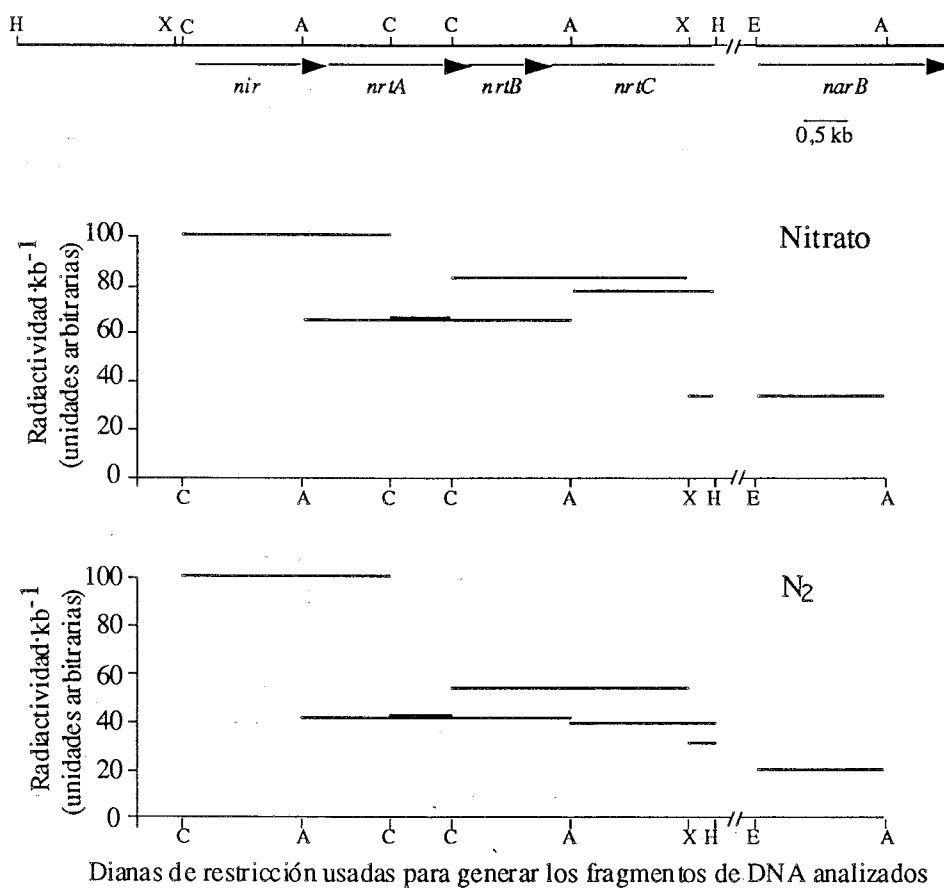 H X C A C C A X H E A
nir nrtA nrtB nrtC narB
0,5 kb
Nitrato
Radiactividad·kb-1
(unidades arbitrarias)
100
80
60
40
20
0
C A C C A X H E A
N2
Radiactividad·kb-1
(unidades arbitrarias)
100
80
60
40
20
0
C A C C A X H E A
Dianas de restricción usadas para generar los fragmentos de DNA analizados